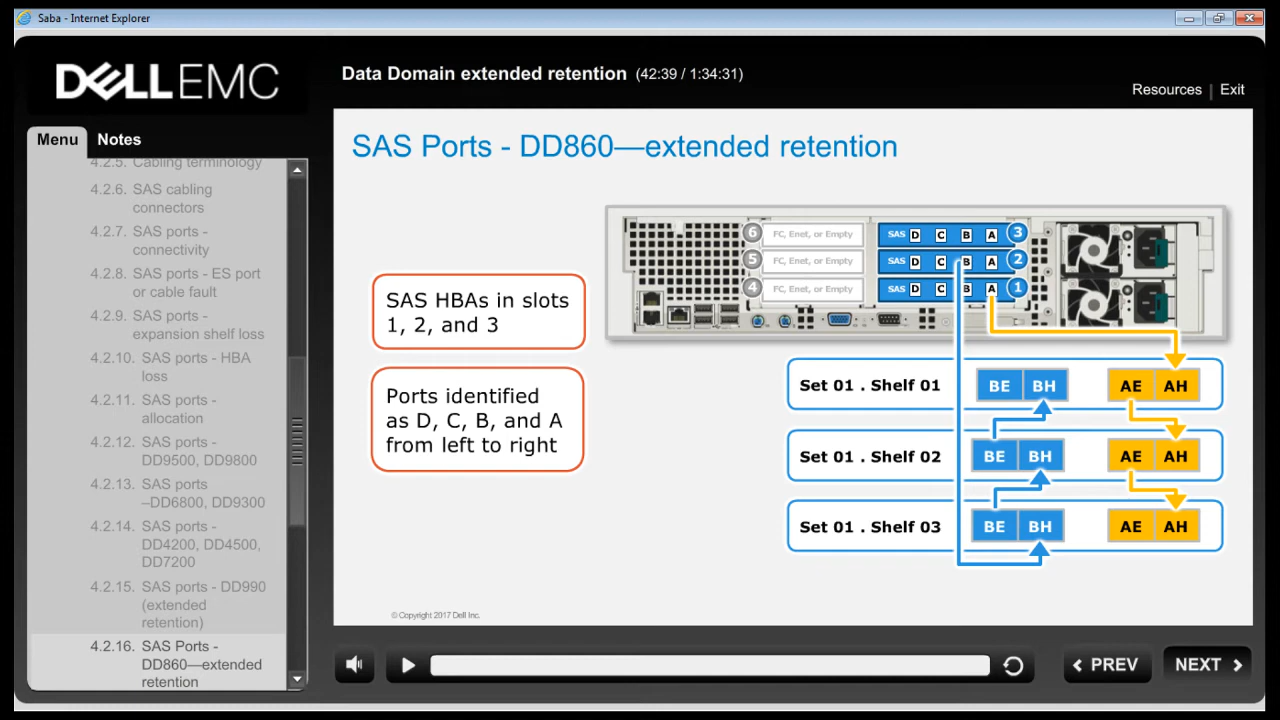 Saba - Internet Explorer
DELLEMC
Data Domain extended retention (42:39 / 1:34:31)
Resources | Exit
Menu Notes
4.2.5. Cabling terminology
4.2.6. SAS cabling
connectors
4.2.7. SAS ports -
connectivity
4.2.8. SAS ports - ES port
or cable fault
4.2.9. SAS ports -
expansion shelf loss
4.2.10. SAS ports - HBA
loss
4.2.11. SAS ports -
allocation
4.2.12. SAS ports -
DD9500, DD9800
4.2.13. SAS ports
–DD6800, DD9300
4.2.14. SAS ports -
DD4200, DD4500,
DD7200
4.2.15. SAS ports - DD990
(extended
retention)
4.2.16. SAS Ports -
DD860—extended
retention
SAS Ports - DD860—extended retention
SAS HBAs in slots
1, 2, and 3
Ports identified
as D, C, B, and A
from left to right
6 FC, Enet, or Empty SAS D C B A 3
5 FC, Enet, or Empty SAS D C B A 2
4 FC, Enet, or Empty SAS D C B A 1
Set 01 . Shelf 01 BE BH AE AH
Set 01 . Shelf 02 BE BH AE AH
Set 01 . Shelf 03 BE BH AE AH
© Copyright 2017 Dell Inc.
PREV
NEXT